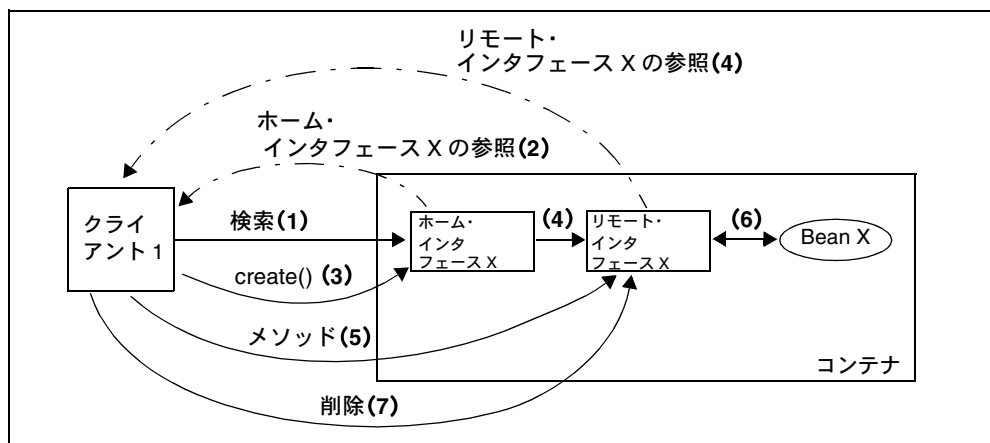 リモート・
インタフェース X の参照(4)
ホーム・
インタフェース X の参照(2)
クライ
アント 1
検索(1)
ホーム・
インタ
フェース X
(4)
リモート・
インタ
フェース X
(6)
Bean X
create() (3)
メソッド(5)
コンテナ
削除(7)